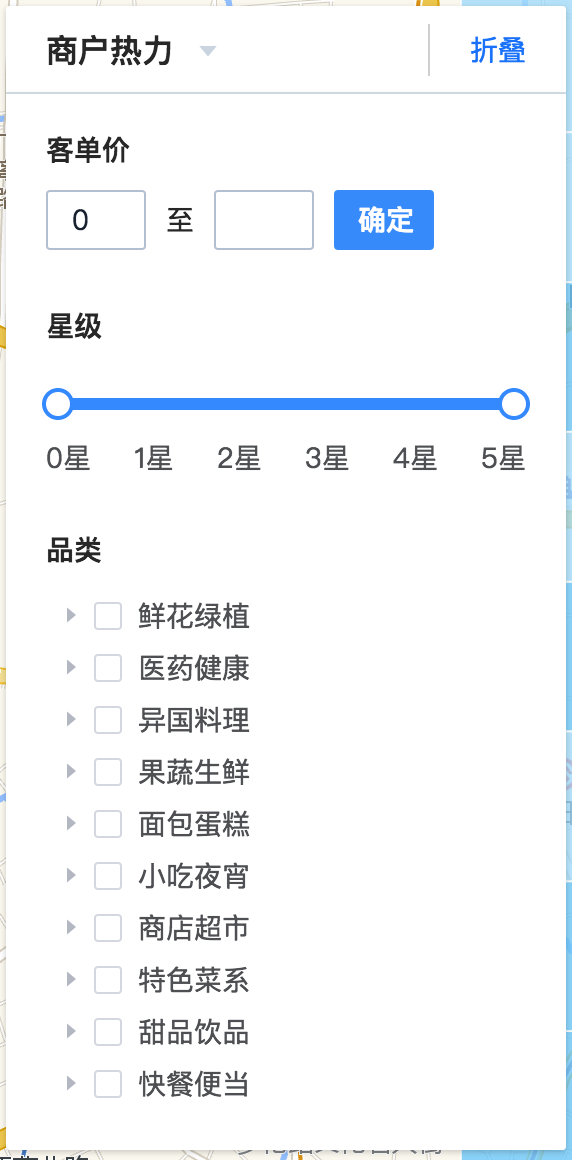 商户热力 折叠
客单价
0 至 确定
星级
0星 1星 2星 3星 4星 5星
品类
鲜花绿植
医药健康
异国料理
果蔬生鲜
面包蛋糕
小吃夜宵
商店超市
特色菜系
甜品饮品
快餐便当